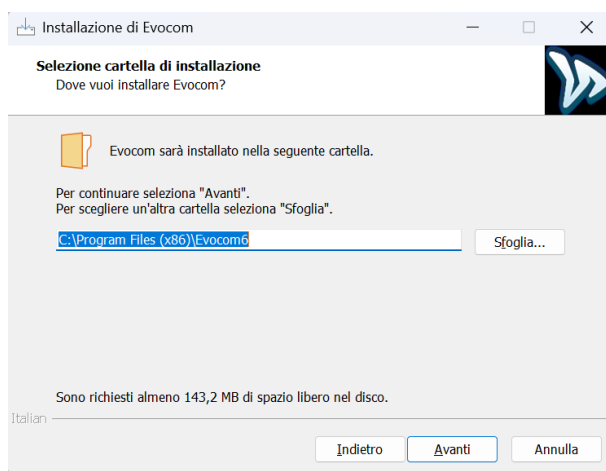 Installazione di Evocom
Selezione cartella di installazione
Dove vuoi installare Evocom?
Evocom sarà installato nella seguente cartella.
Per continuare seleziona "Avanti".
Per scegliere un'altra cartella seleziona "Sfoglia".
C:\Program Files (x86)\Evocom6
Sfoglia...
Sono richiesti almeno 143,2 MB di spazio libero nel disco.
Italian
Indietro Avanti Annulla